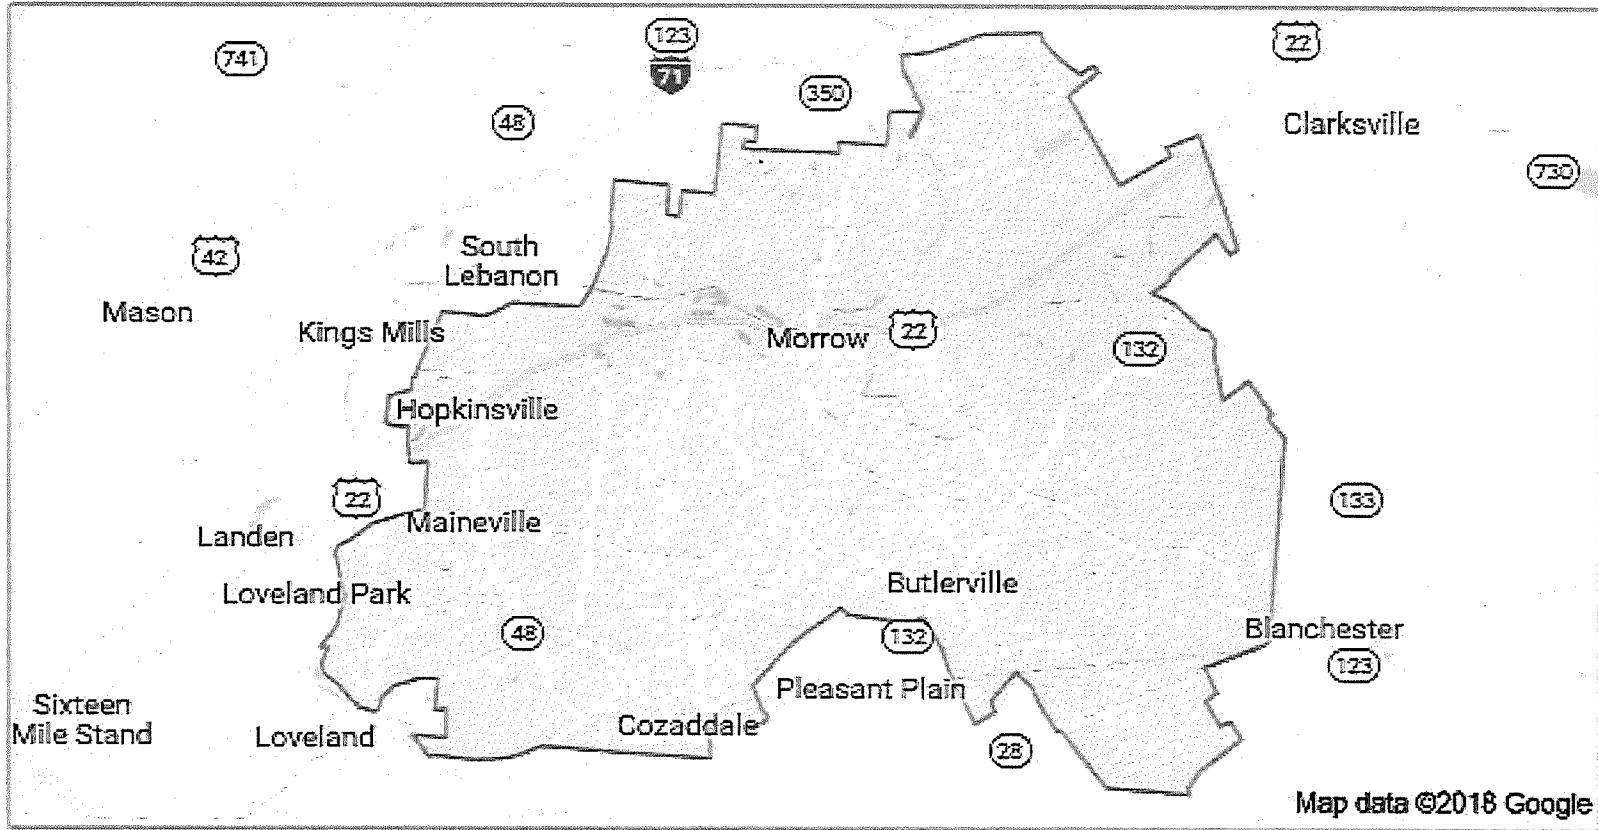 123
22
741
71
350
48
Clarksville
730
South
Lebanon
42
Mason
Kings Mills
Morrow
22
132
Hopkinsville
22
133
Maineville
Landen
Butlerville
Loveland Park
48
132
Blanchester
123
Pleasant Plain
Sixteen
Mile Stand
Loveland
Cozaddale
28
Map data ©2018 Google